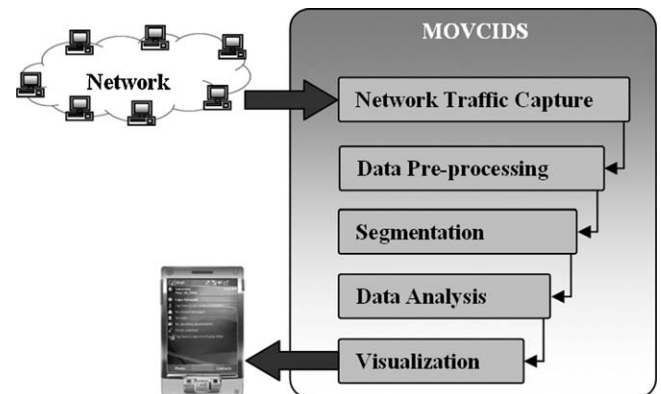 MOVCIDS
Network
Network Traffic Capture
Data Pre-processing
Segmentation
Data Analysis
Visualization